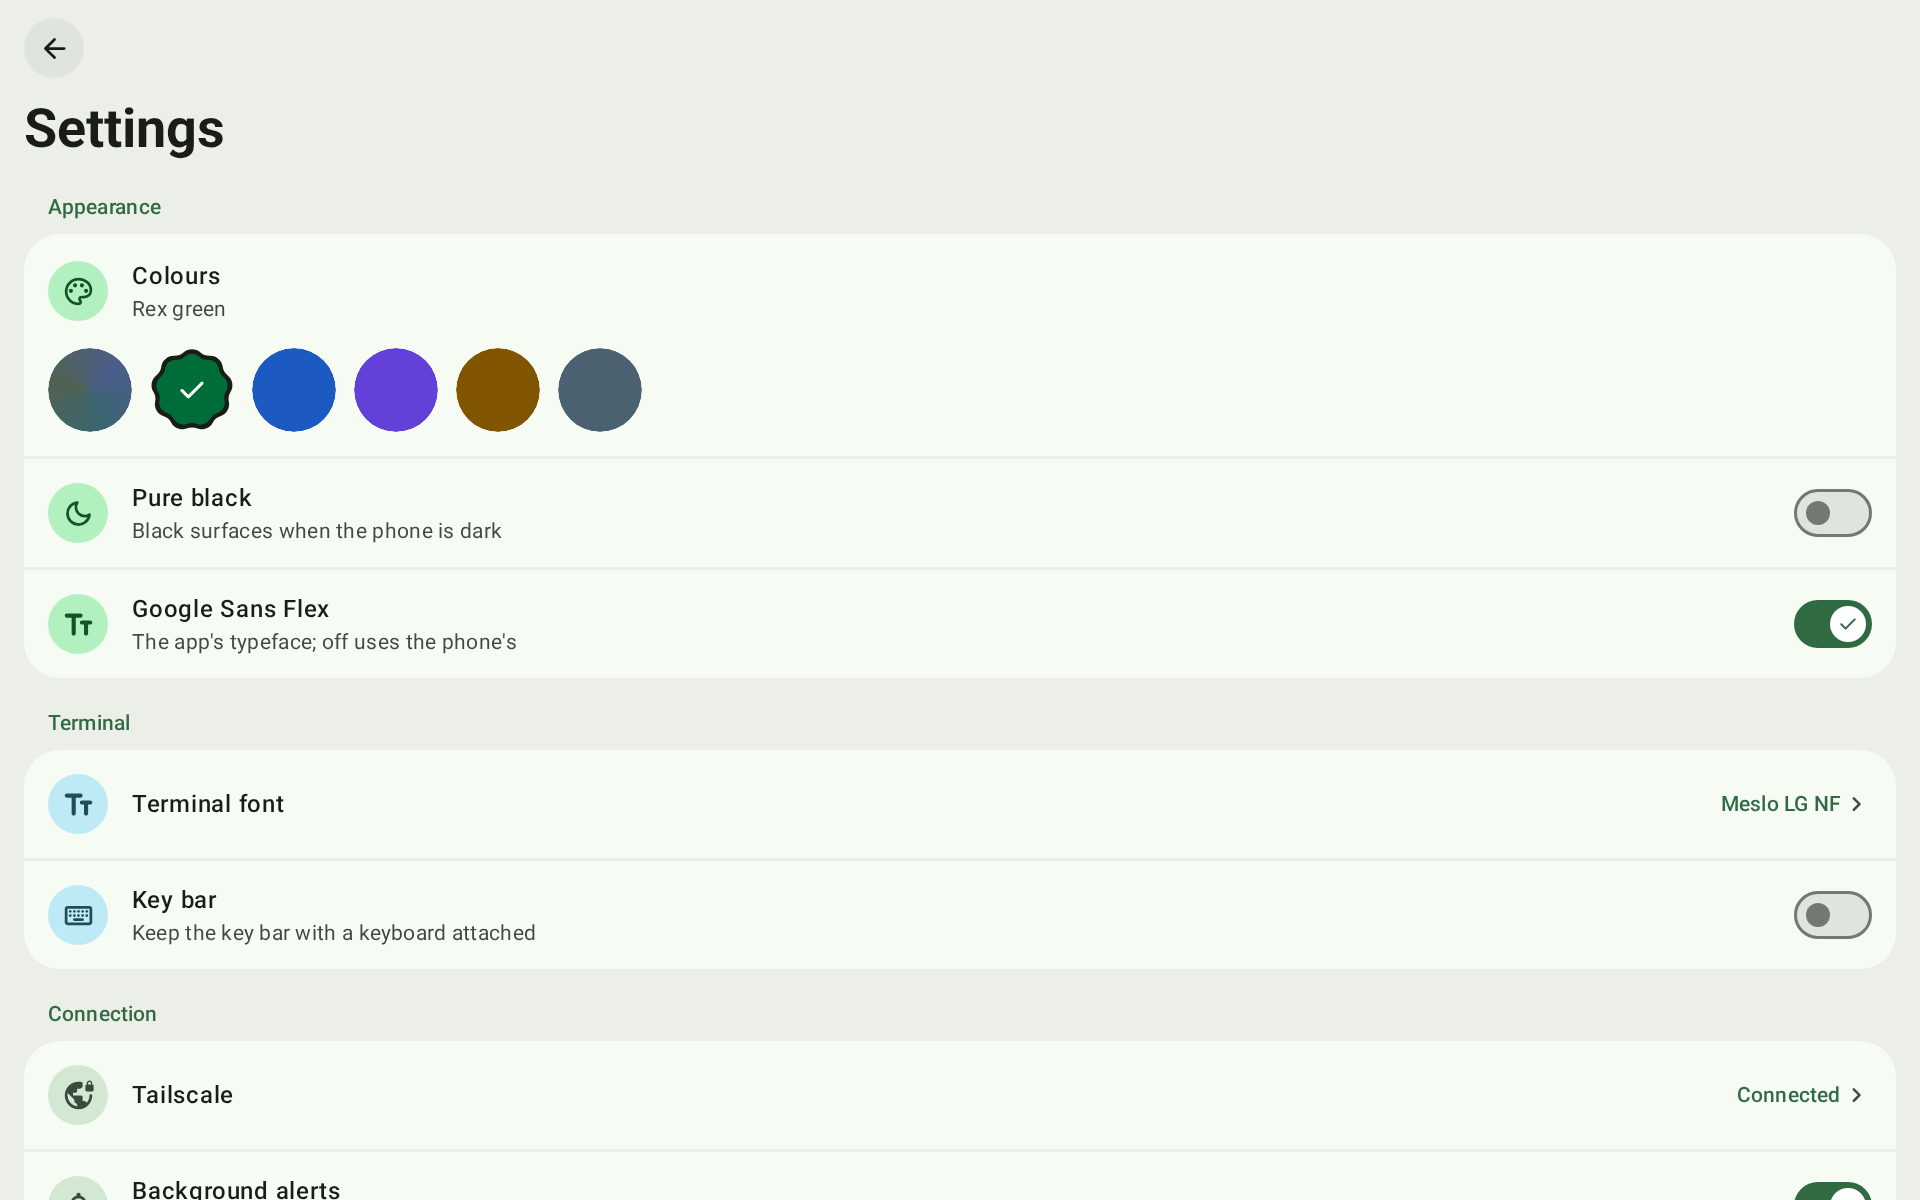 Settings
Appearance
Colours
Rex green
Pure black
Black surfaces when the phone is dark
Google Sans Flex
The app's typeface; off uses the phone's
Terminal
Terminal font
Meslo LG NF
Key bar
Keep the key bar with a keyboard attached
Connection
Tailscale
Connected
Background alerts